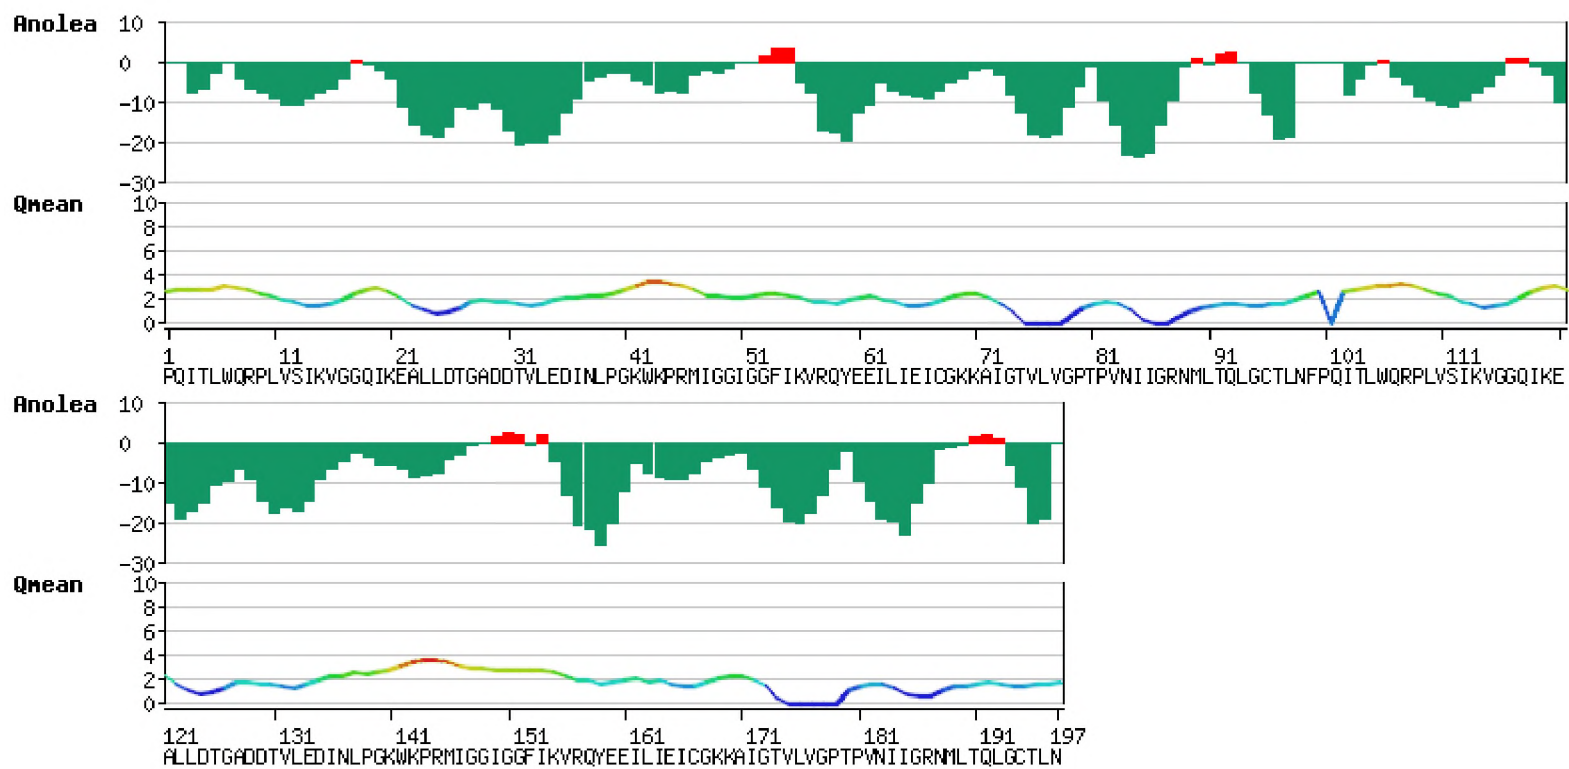 Anolea
10
0
-10
-20
-30
Qmean
10
8
6
4
2
0
1 11 21 31 41 51 61 71 81 91 101 111
PQITLWQRPLVSIKVGGQIKEALLDTGADDTVLEDINLPGKWKPRMIGGIGGFIKVRQYEEILIEICGKKAIGTVLVGPTPVNIIGRNMLTQLGCTLNFPQITLWQRPLVSIKVGGQIKE
Anolea
10
0
-10
-20
-30
Qmean
10
8
6
4
2
0
121 131 141 151 161 171 181 191 197
ALLDTGADDTVLEDINLPGKWKPRMIGGIGGFIKVRQYEEILIEICGKKAIGTVLVGPTPVNIIGRNMLTQLGCTLN